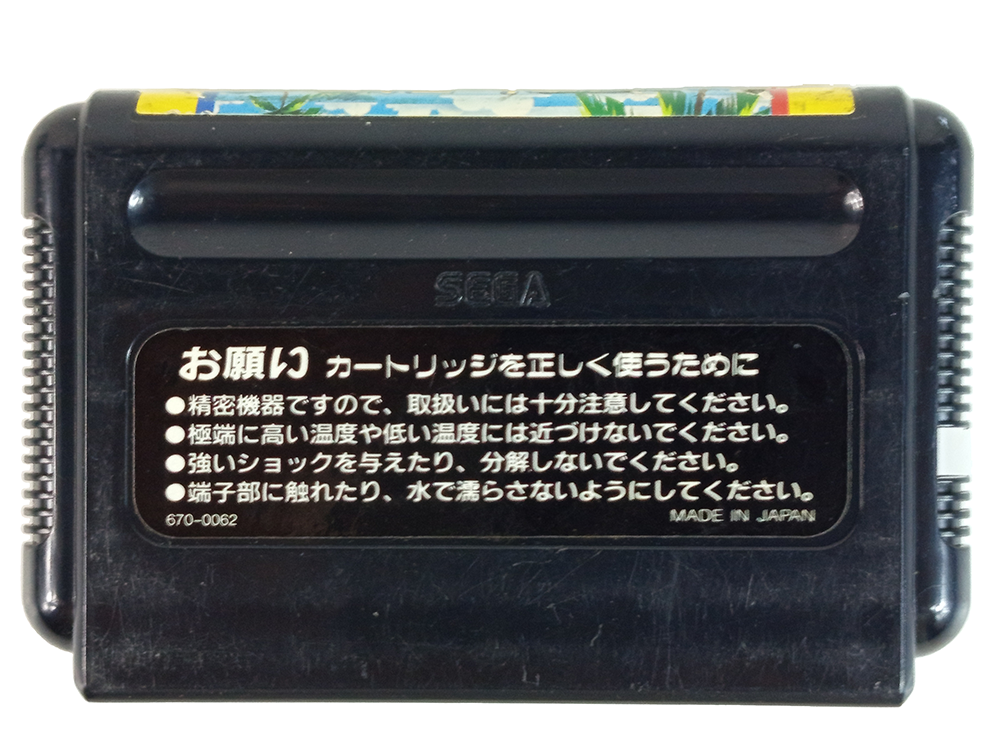 SEGA
お願い カートリッジを正しく使うために
●精密機器ですので、取扱いには十分注意してください。
●極端に高い温度や低い温度には近づけないでください。
●強いショックを与えたり、分解しないでください。
●端子部に触れたり、水で濡らさないようにしてください。
670-0062 MADE IN JAPAN